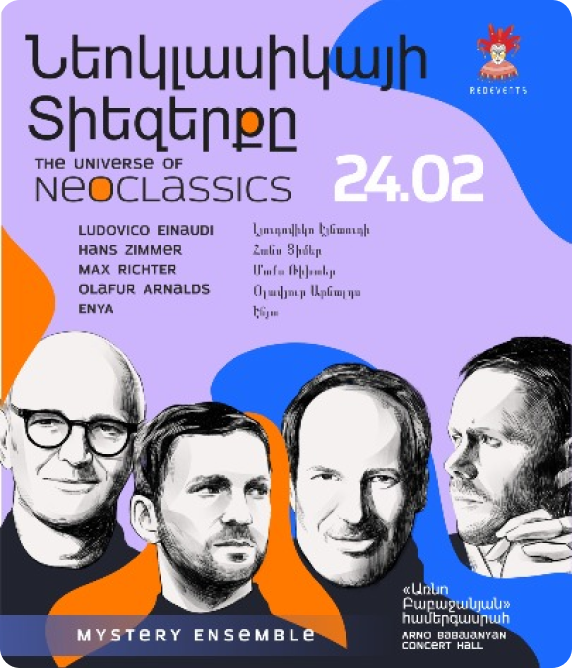 Նեոկլասիկայի
REDEVENTS
Տիեզերքը
THE UNIVERSE OF
NEOCLASSICS
24.02
LUDOVICO EINAUDI Լյուդովիկո Էյնաուդի
HANS ZIMMER Հանս Ցիմեր
MAX RICHTER Մաքս Ռիխտեր
OLAFUR ARNALDS Օլավյուր Առնալդս
ENYA Էնյա
«Առնո
Բաբաջանյան»
համերգասրահ
ARNO BABAJANYAN
CONCERT HALL
MYSTERY ENSEMBLE